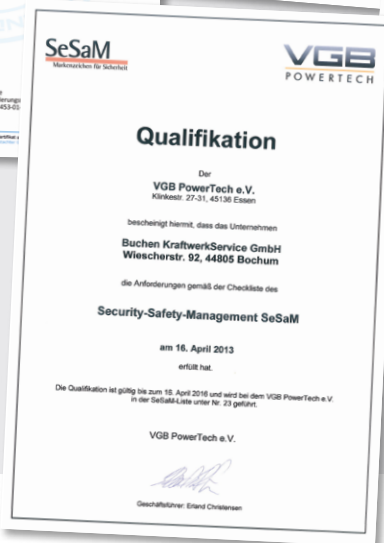 SeSaM
Markenzeichen für Sicherheit
VGB
POWERTECH
Qualifikation
Der
VGB PowerTech e.V.
Klinkestr. 27-31, 45136 Essen
bescheinigt hiermit, dass das Unternehmen
Buchen KraftwerkService GmbH
Wiescherstr. 92, 44805 Bochum
die Anforderungen gemäß der Checkliste des
Security-Safety-Management SeSaM
am 16. April 2013
erfüllt hat.
Die Qualifikation ist gültig bis zum 15. April 2016 und wird bei dem VGB PowerTech e.V.
in der SeSaM-Liste unter Nr. 23 geführt.
VGB PowerTech e.V.
Geschäftsführer: Erland Christensen